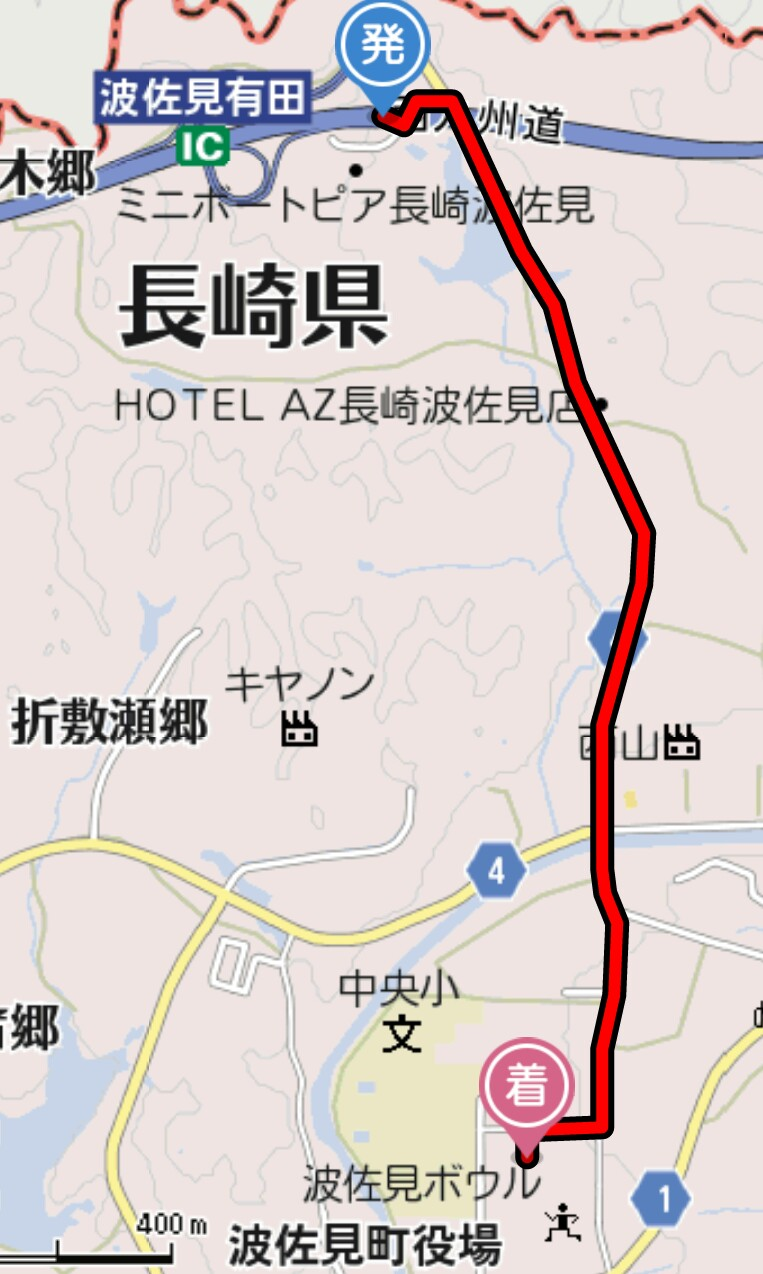 発
波佐見有田
IC
州道
木郷
ミニボートピア長崎波佐見
長崎県
HOTEL AZ長崎波佐見店
キヤノン
折敷瀬郷
山
4
中央小
文
郷
着
波佐見ボウル
1
400m
波佐見町役場